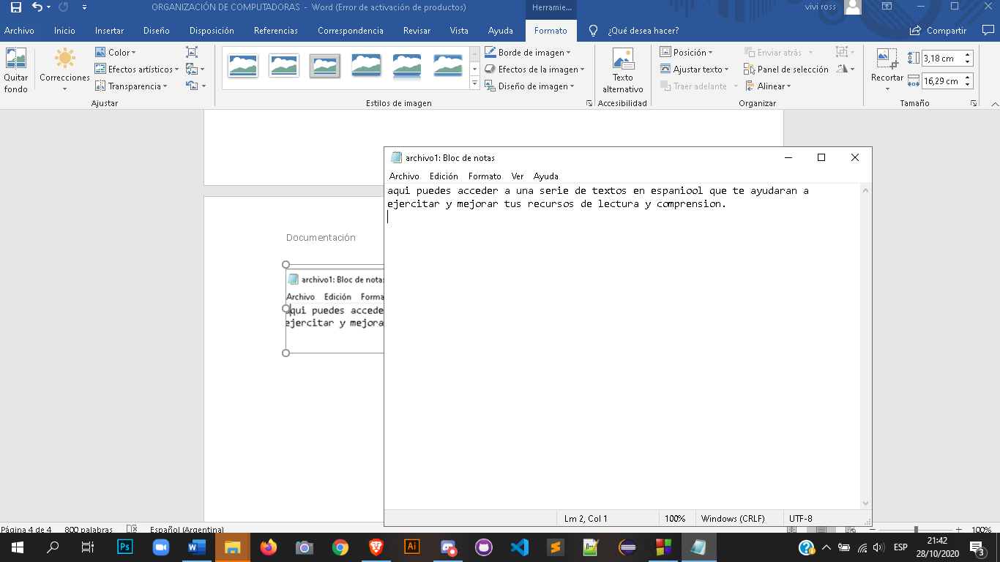 ORGANIZACIÓN DE COMPUTADORAS - Word (Error de activación de productos)
Herramie...
vivi ross
Archivo Inicio Insertar Diseño Disposición Referencias Correspondencia Revisar Vista Ayuda Formato ¿Qué desea hacer? Compartir
Quitar fondo
Correcciones
Color
Efectos artísticos
Transparencia
Ajustar
Estilos de imagen
Borde de imagen
Efectos de la imagen
Diseño de imagen
Texto alternativo
Accesibilidad
Posición
Ajustar texto
Traer adelante
Enviar atrás
Panel de selección
Alinear
Organizar
Recortar
3,18 cm
16,29 cm
Tamaño
Documentación
archivo1: Bloc de notas
Archivo Edición Forma
aqui puedes accede
ejercitar y mejora
archivo1: Bloc de notas
Archivo Edición Formato Ver Ayuda
aqui puedes acceder a una serie de textos en espaniool que te ayudaran a
ejercitar y mejorar tus recursos de lectura y comprension.
Lm 2, Col 1 100% Windows (CRLF) UTF-8
Página 4 de 4 800 palabras Español (Argentina) 100%
Ps
Ai
ESP
21:42
28/10/2020
3